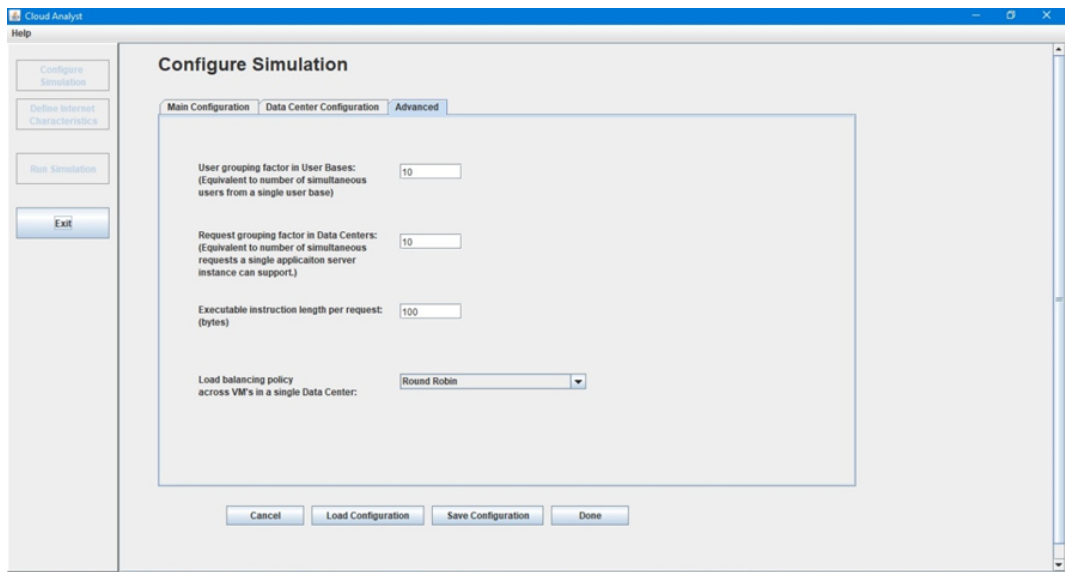 Cloud Analyst
Help
Configure
Simulation
Define Internet
Characteristics
Run Simulation
Exit
Configure Simulation
Main Configuration Data Center Configuration Advanced
User grouping factor in User Bases:
(Equivalent to number of simultaneous
users from a single user base)
10
Request grouping factor in Data Centers:
(Equivalent to number of simultaneous
requests a single applicaiton server
instance can support.)
10
Executable instruction length per request:
(bytes)
100
Load balancing policy
across VM's in a single Data Center:
Round Robin
Cancel Load Configuration Save Configuration Done